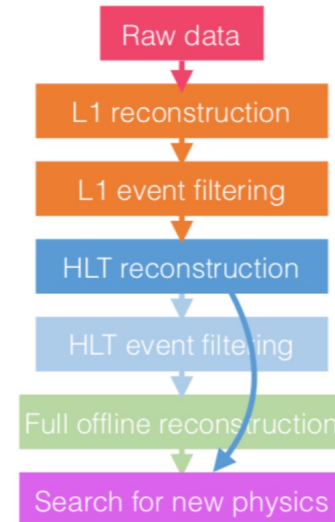 Raw data
L1 reconstruction
L1 event filtering
HLT reconstruction
HLT event filtering
Full offline reconstruction
Search for new physics